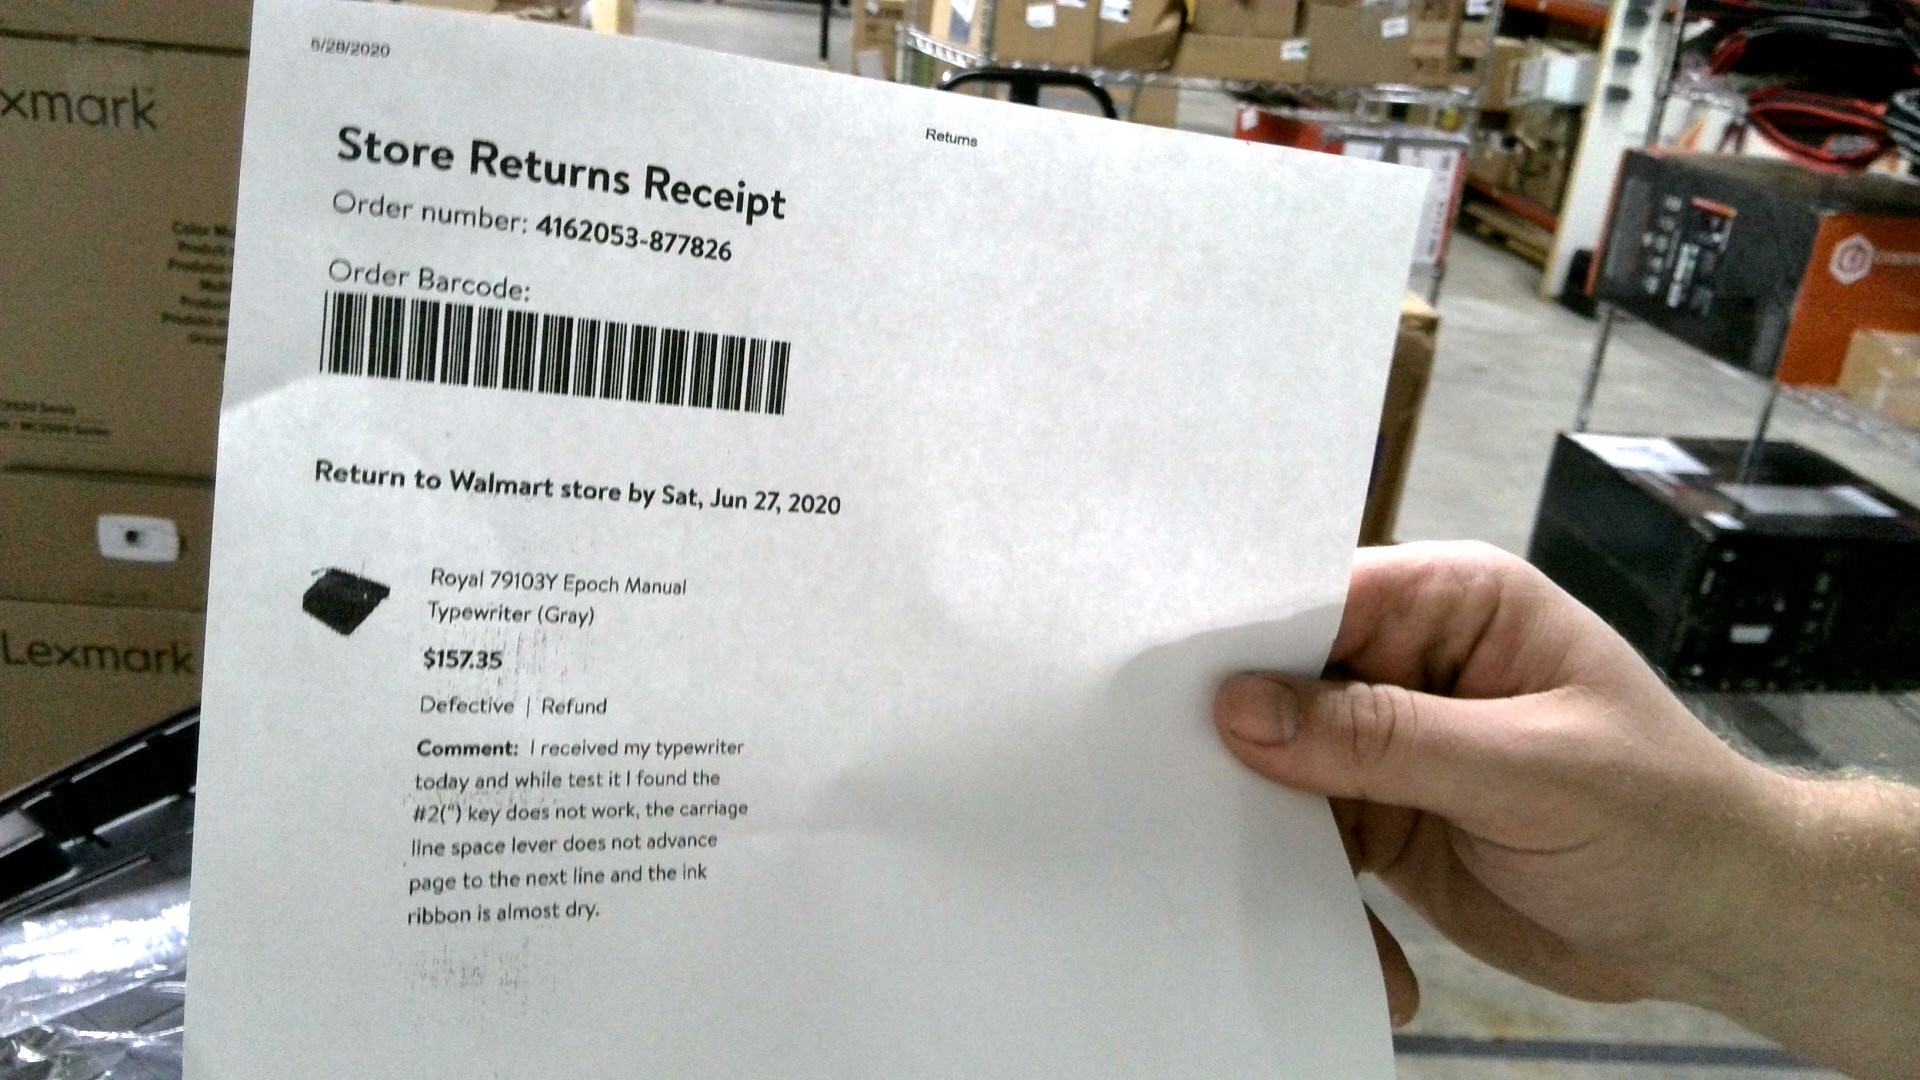 5/28/2020
Returns
Store Returns Receipt
Order number: 4162053-877826
Order Barcode:
Return to Walmart store by Sat, Jun 27, 2020
Royal 79103Y Epoch Manual
Typewriter (Gray)
$157.35
Defective | Refund
Comment: I received my typewriter
today and while test it I found the
#2(") key does not work, the carriage
line space lever does not advance
page to the next line and the ink
ribbon is almost dry.
xmark
Lexmark